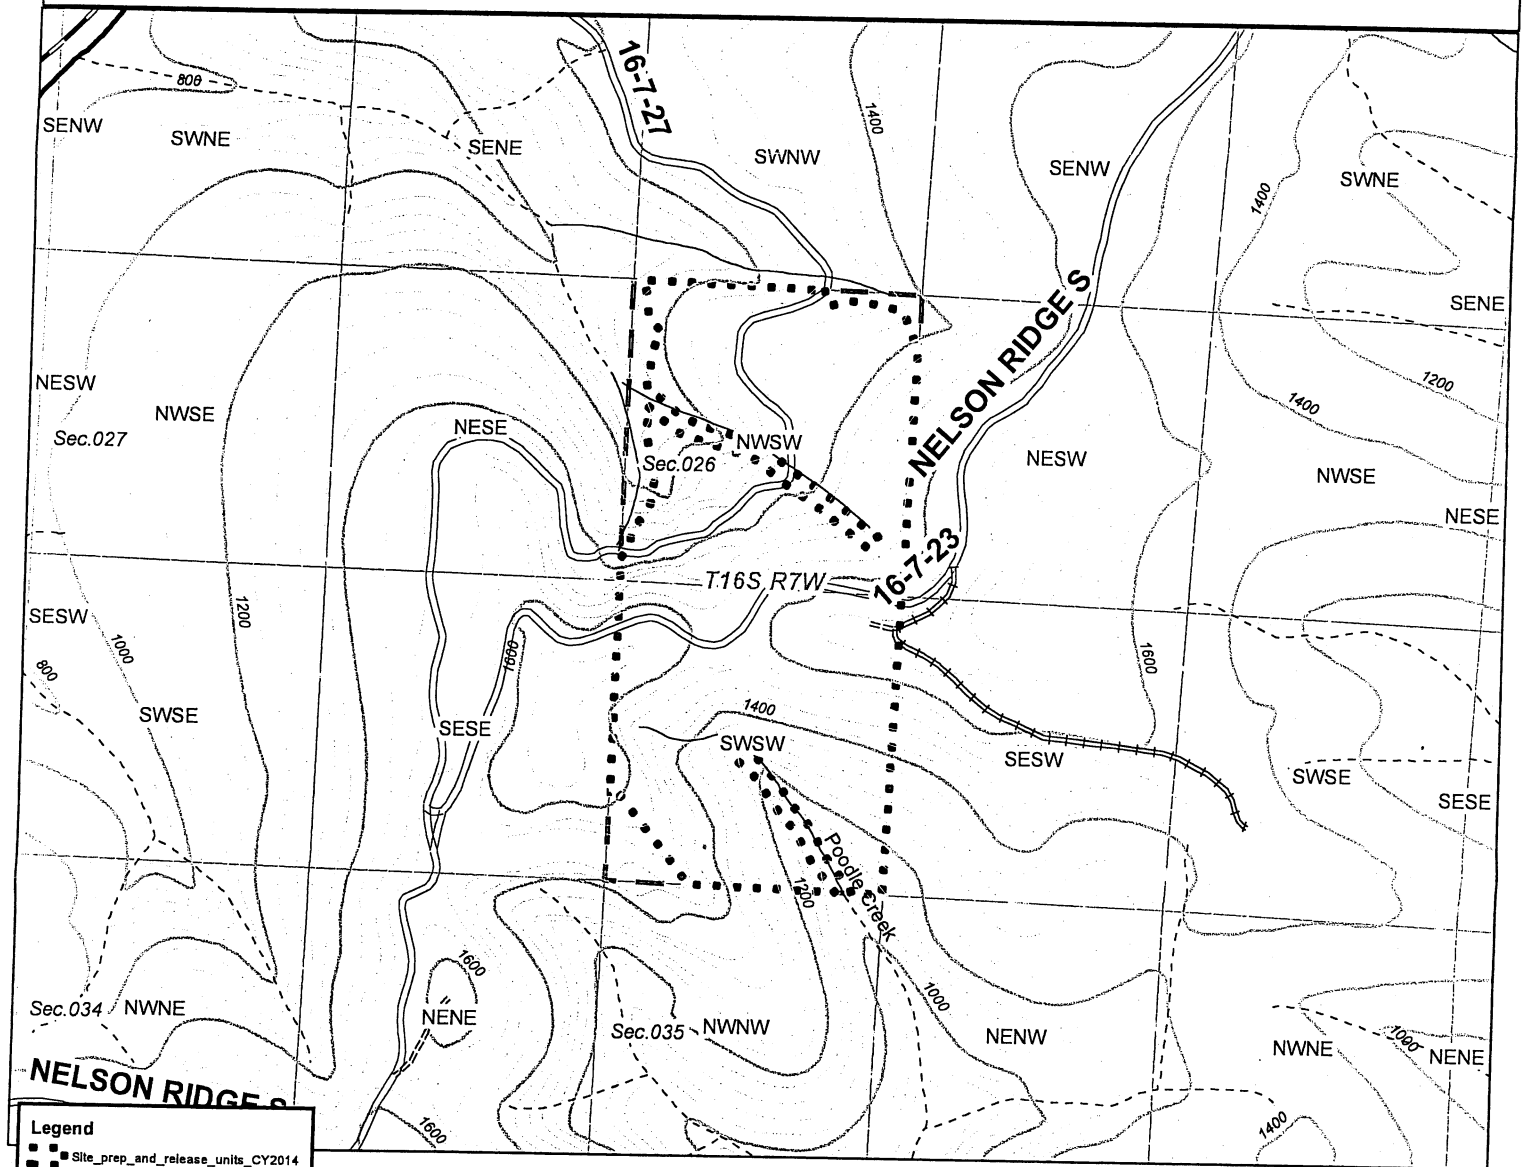 16-7-27
800
SENW
SWNE
SENE
SWNW
1400
SENW
SWNE
1400
SENE
NELSON RIDGE S
1200
1400
NESW
NWSE
Sec.027
NESE
NWSW
Sec.026
NESW
NWSE
NESE
16-7-23
T16S R7W
SESW
1200
1000
800
1600
1600
SWSE
SESE
1400
SWSW
SESW
SWSE
SESE
Poodle Creek
1200
1600
1000
Sec.034
NWNE
NENE
Sec.035
NWNW
NENW
NWNE
1000
NENE
NELSON RIDGE S
1600
1400
Legend
Site_prep_and_release_units_CY2014